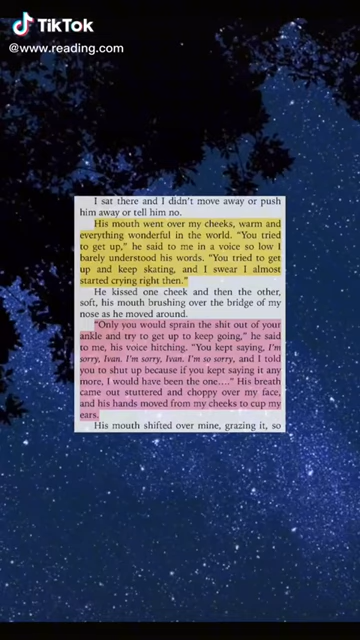 TikTok
@www.reading.com
I sat there and I didn't move away or push
him away or tell him no.
His mouth went over my cheeks, warm and
everything wonderful in the world. "You tried
to get up," he said to me in a voice so low I
barely understood his words. "You tried to get
up and keep skating, and I swear I almost
started crying right then."
He kissed one cheek and then the other,
soft, his mouth brushing over the bridge of my
nose as he moved around.
"Only you would sprain the shit out of your
ankle and try to get up to keep going," he said
to me, his voice hitching. "You kept saying, I'm
sorry, Ivan. I'm sorry, Ivan. I'm so sorry, and I told
you to shut up because if you kept saying it any
more, I would have been the one…." His breath
came out stuttered and choppy over my face,
and his hands moved from my cheeks to cup my
ears.
His mouth shifted over mine, grazing it, so